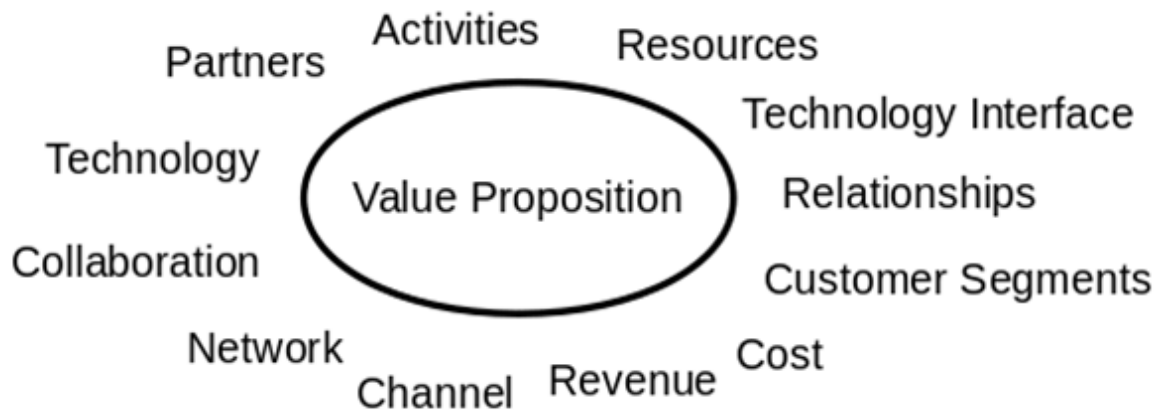 Activities
Resources
Partners
Technology Interface
Technology
Value Proposition
Relationships
Collaboration
Customer Segments
Network
Cost
Channel
Revenue